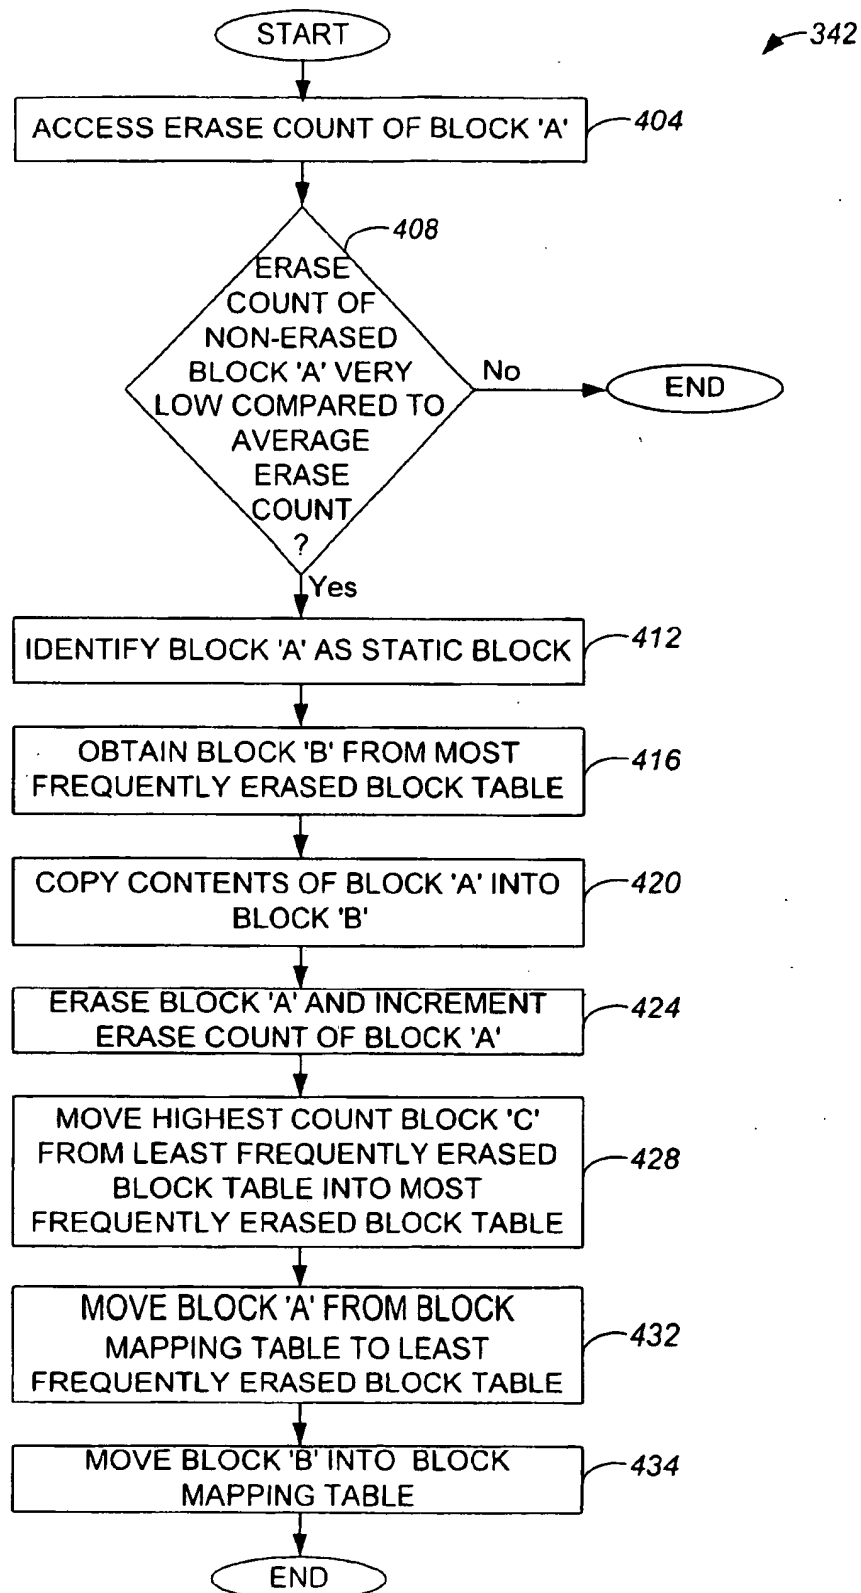 START
342
ACCESS ERASE COUNT OF BLOCK 'A'
404
408
ERASE
COUNT OF
NON-ERASED
BLOCK 'A' VERY
LOW COMPARED TO
AVERAGE
ERASE
COUNT
?
No
END
Yes
IDENTIFY BLOCK 'A' AS STATIC BLOCK
412
OBTAIN BLOCK 'B' FROM MOST
FREQUENTLY ERASED BLOCK TABLE
416
COPY CONTENTS OF BLOCK 'A' INTO
BLOCK 'B'
420
ERASE BLOCK 'A' AND INCREMENT
ERASE COUNT OF BLOCK 'A'
424
MOVE HIGHEST COUNT BLOCK 'C'
FROM LEAST FREQUENTLY ERASED
BLOCK TABLE INTO MOST
FREQUENTLY ERASED BLOCK TABLE
428
MOVE BLOCK 'A' FROM BLOCK
MAPPING TABLE TO LEAST
FREQUENTLY ERASED BLOCK TABLE
432
MOVE BLOCK 'B' INTO BLOCK
MAPPING TABLE
434
END